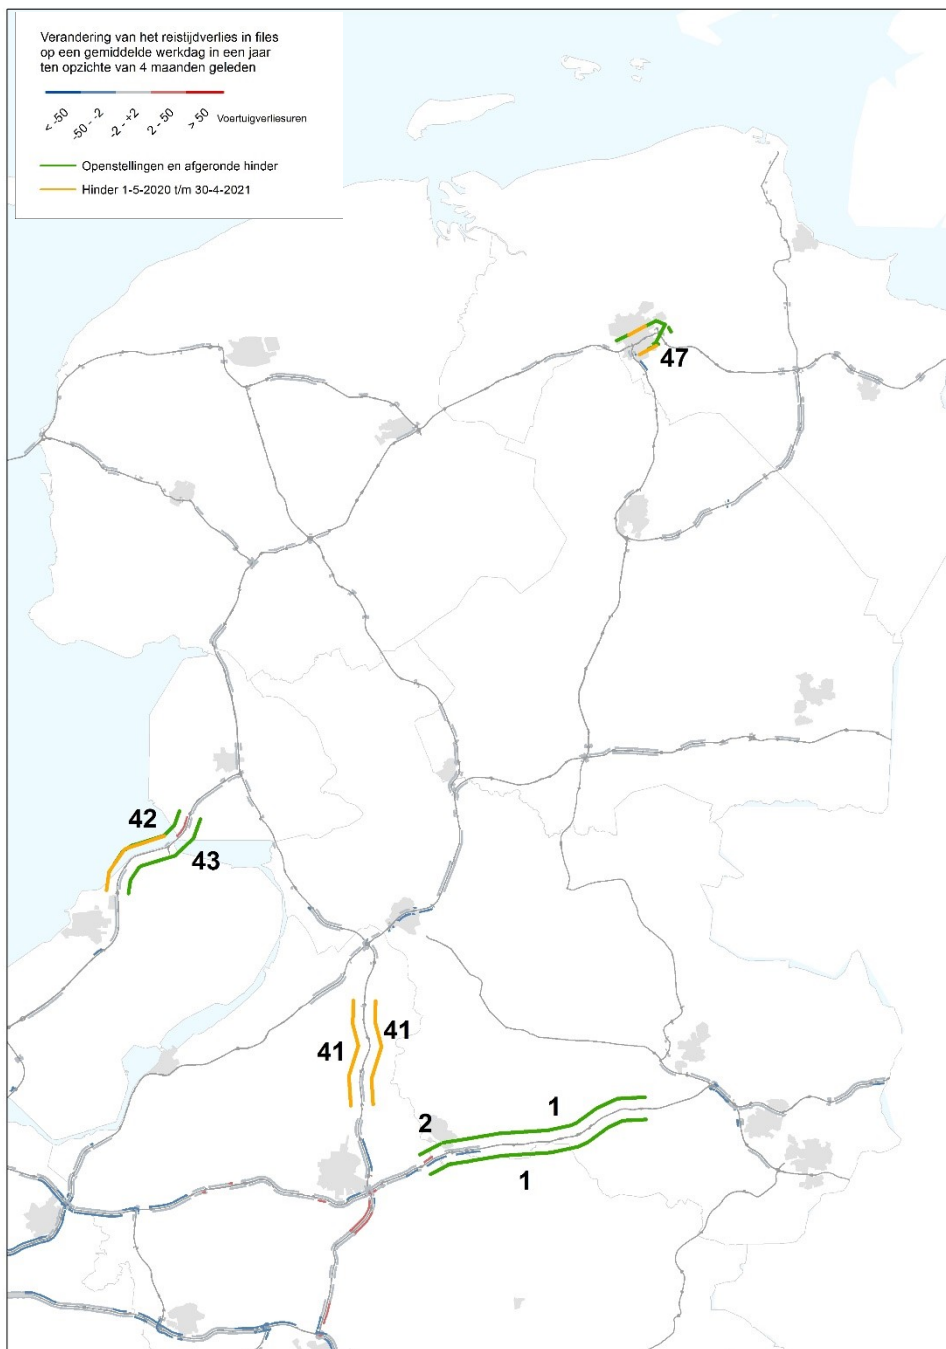 Verandering van het reistijdverlies in files
op een gemiddelde werkdag in een jaar
ten opzichte van 4 maanden geleden
< -50
-50 - -2
-2 - +2
2 - 50
> 50
Voertuigverliesuren
Openstellingen en afgeronde hinder
Hinder 1-5-2020 t/m 30-4-2021
47
42
43
41
41
1
2
1